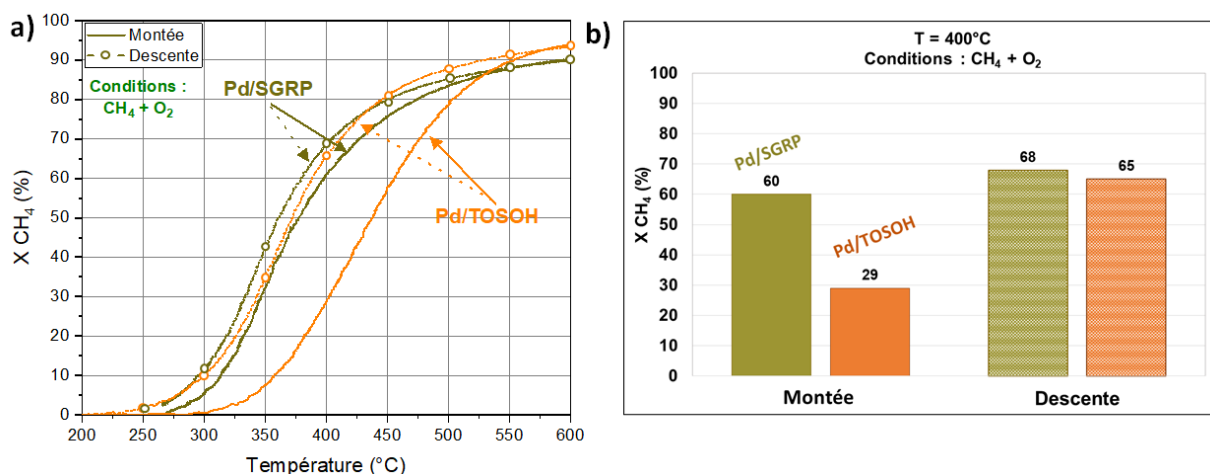 a)
Montée
Descente
Conditions :
CH₄ + O₂
Pd/SGRP
Pd/TOSOH
X CH₄ (%)
100
90
80
70
60
50
40
30
20
10
0
200 250 300 350 400 450 500 550 600
Température (°C)
b)
T = 400°C
Conditions : CH₄ + O₂
X CH₄ (%)
100
90
80
70
60
50
40
30
20
10
0
Pd/SGRP
60
Pd/TOSOH
29
68
65
Montée Descente